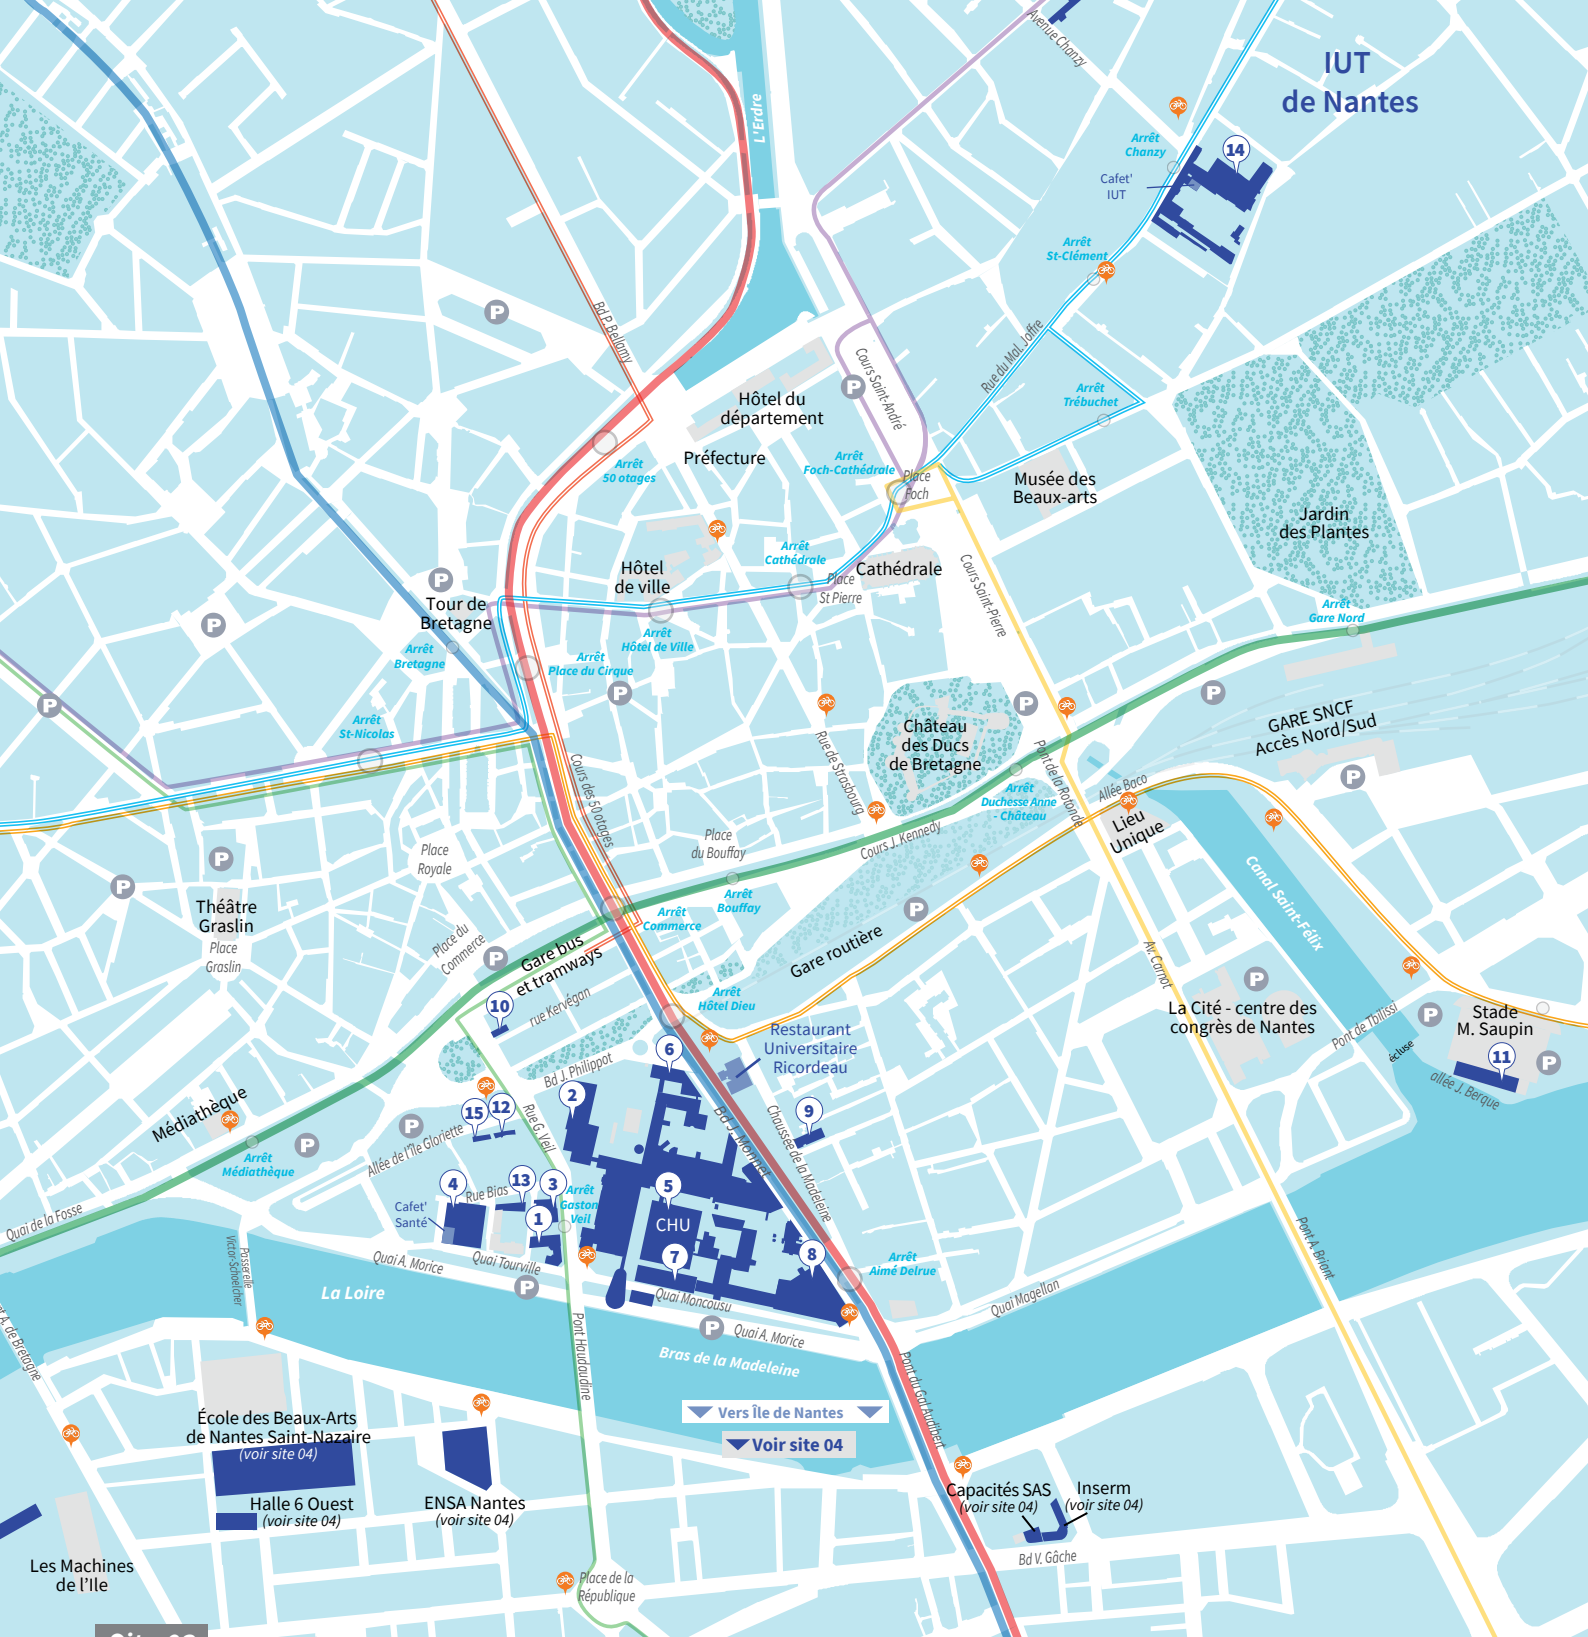 Avenue Chanzy
IUT
de Nantes
L'Erdre
Arrêt
Chanzy
14
Cafet'
IUT
Arrêt
St-Clément
Bd P. Bellamy
P
Rue du Mal. Joffre
Cours Saint-André
P
Arrêt
Trébuchet
Hôtel du
département
Préfecture
Arrêt
50 otages
Arrêt
Foch-Cathédrale
Place
Foch
Musée des
Beaux-arts
Jardin
des Plantes
Arrêt
Cathédrale
Cathédrale
Place
St Pierre
Cours Saint-Pierre
Hôtel
de ville
P
Tour de
Bretagne
P
Arrêt
Gare Nord
Arrêt
Hôtel de Ville
Arrêt
Bretagne
Arrêt
Place du Cirque
P
P
P
P
Arrêt
St-Nicolas
Château
des Ducs
de Bretagne
GARE SNCF
Accès Nord/Sud
P
Rue de Strasbourg
Pont de la Rotonde
Arrêt
Duchesse Anne
- Château
Allée Baco
Lieu
Unique
Cours des 50 otages
Cours J. Kennedy
Place
du Bouffay
Place
Royale
P
P
Canal Saint-Félix
Arrêt
Bouffay
Théâtre
Graslin
Place
Graslin
Arrêt
Commerce
P
Gare routière
Place du
Commerce
P
Gare bus
et tramways
Av. Carnot
P
rue Kervégan
10
Arrêt
Hôtel Dieu
La Cité - centre des
congrès de Nantes
Pont de Tbilissi
P
Stade
M. Saupin
écluse
11
P
allée J. Berque
Restaurant
Universitaire
Ricordeau
6
Bd J. Philippot
2
Médiathèque
15
12
P
P
Rue G. Veil
Bd J. Monnet
Chaussée de la Madeleine
9
Allée de l'île Gloriette
Arrêt
Médiathèque
4
Rue Bias
13
3
Arrêt
Gaston
Veil
5
CHU
Cafet'
Santé
1
7
8
Quai de la Fosse
Passerelle
Victor-Schoelcher
Quai A. Morice
Quai Tourville
P
Arrêt
Aimé Delrue
Quai Magellan
Pont A. Briant
La Loire
Quai Moncousu
P
Quai A. Morice
Pont Haudaudine
Bras de la Madeleine
A. de Bretagne
Pont du Gal Audibert
Vers Île de Nantes
Voir site 04
École des Beaux-Arts
de Nantes Saint-Nazaire
(voir site 04)
Halle 6 Ouest
(voir site 04)
ENSA Nantes
(voir site 04)
Capacités SAS
(voir site 04)
Inserm
(voir site 04)
Bd V. Gâche
Les Machines
de l'Ile
Place de la
République